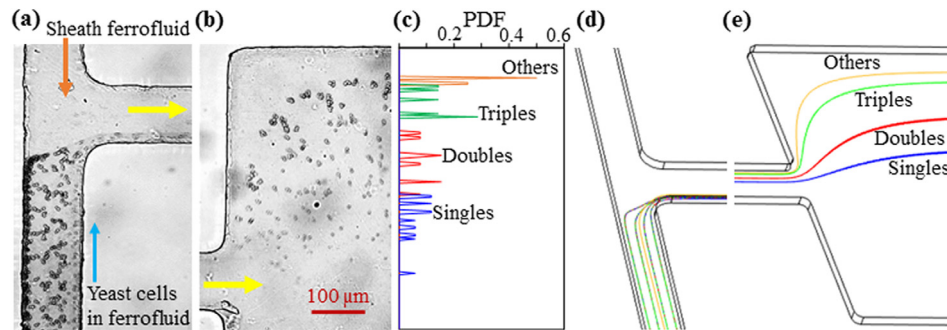 (a)
Sheath ferrofluid
Yeast cells
in ferrofluid
(b)
100 μm
(c)
PDF
0.2 0.4 0.6
Others
Triples
Doubles
Singles
(d)
(e)
Others
Triples
Doubles
Singles